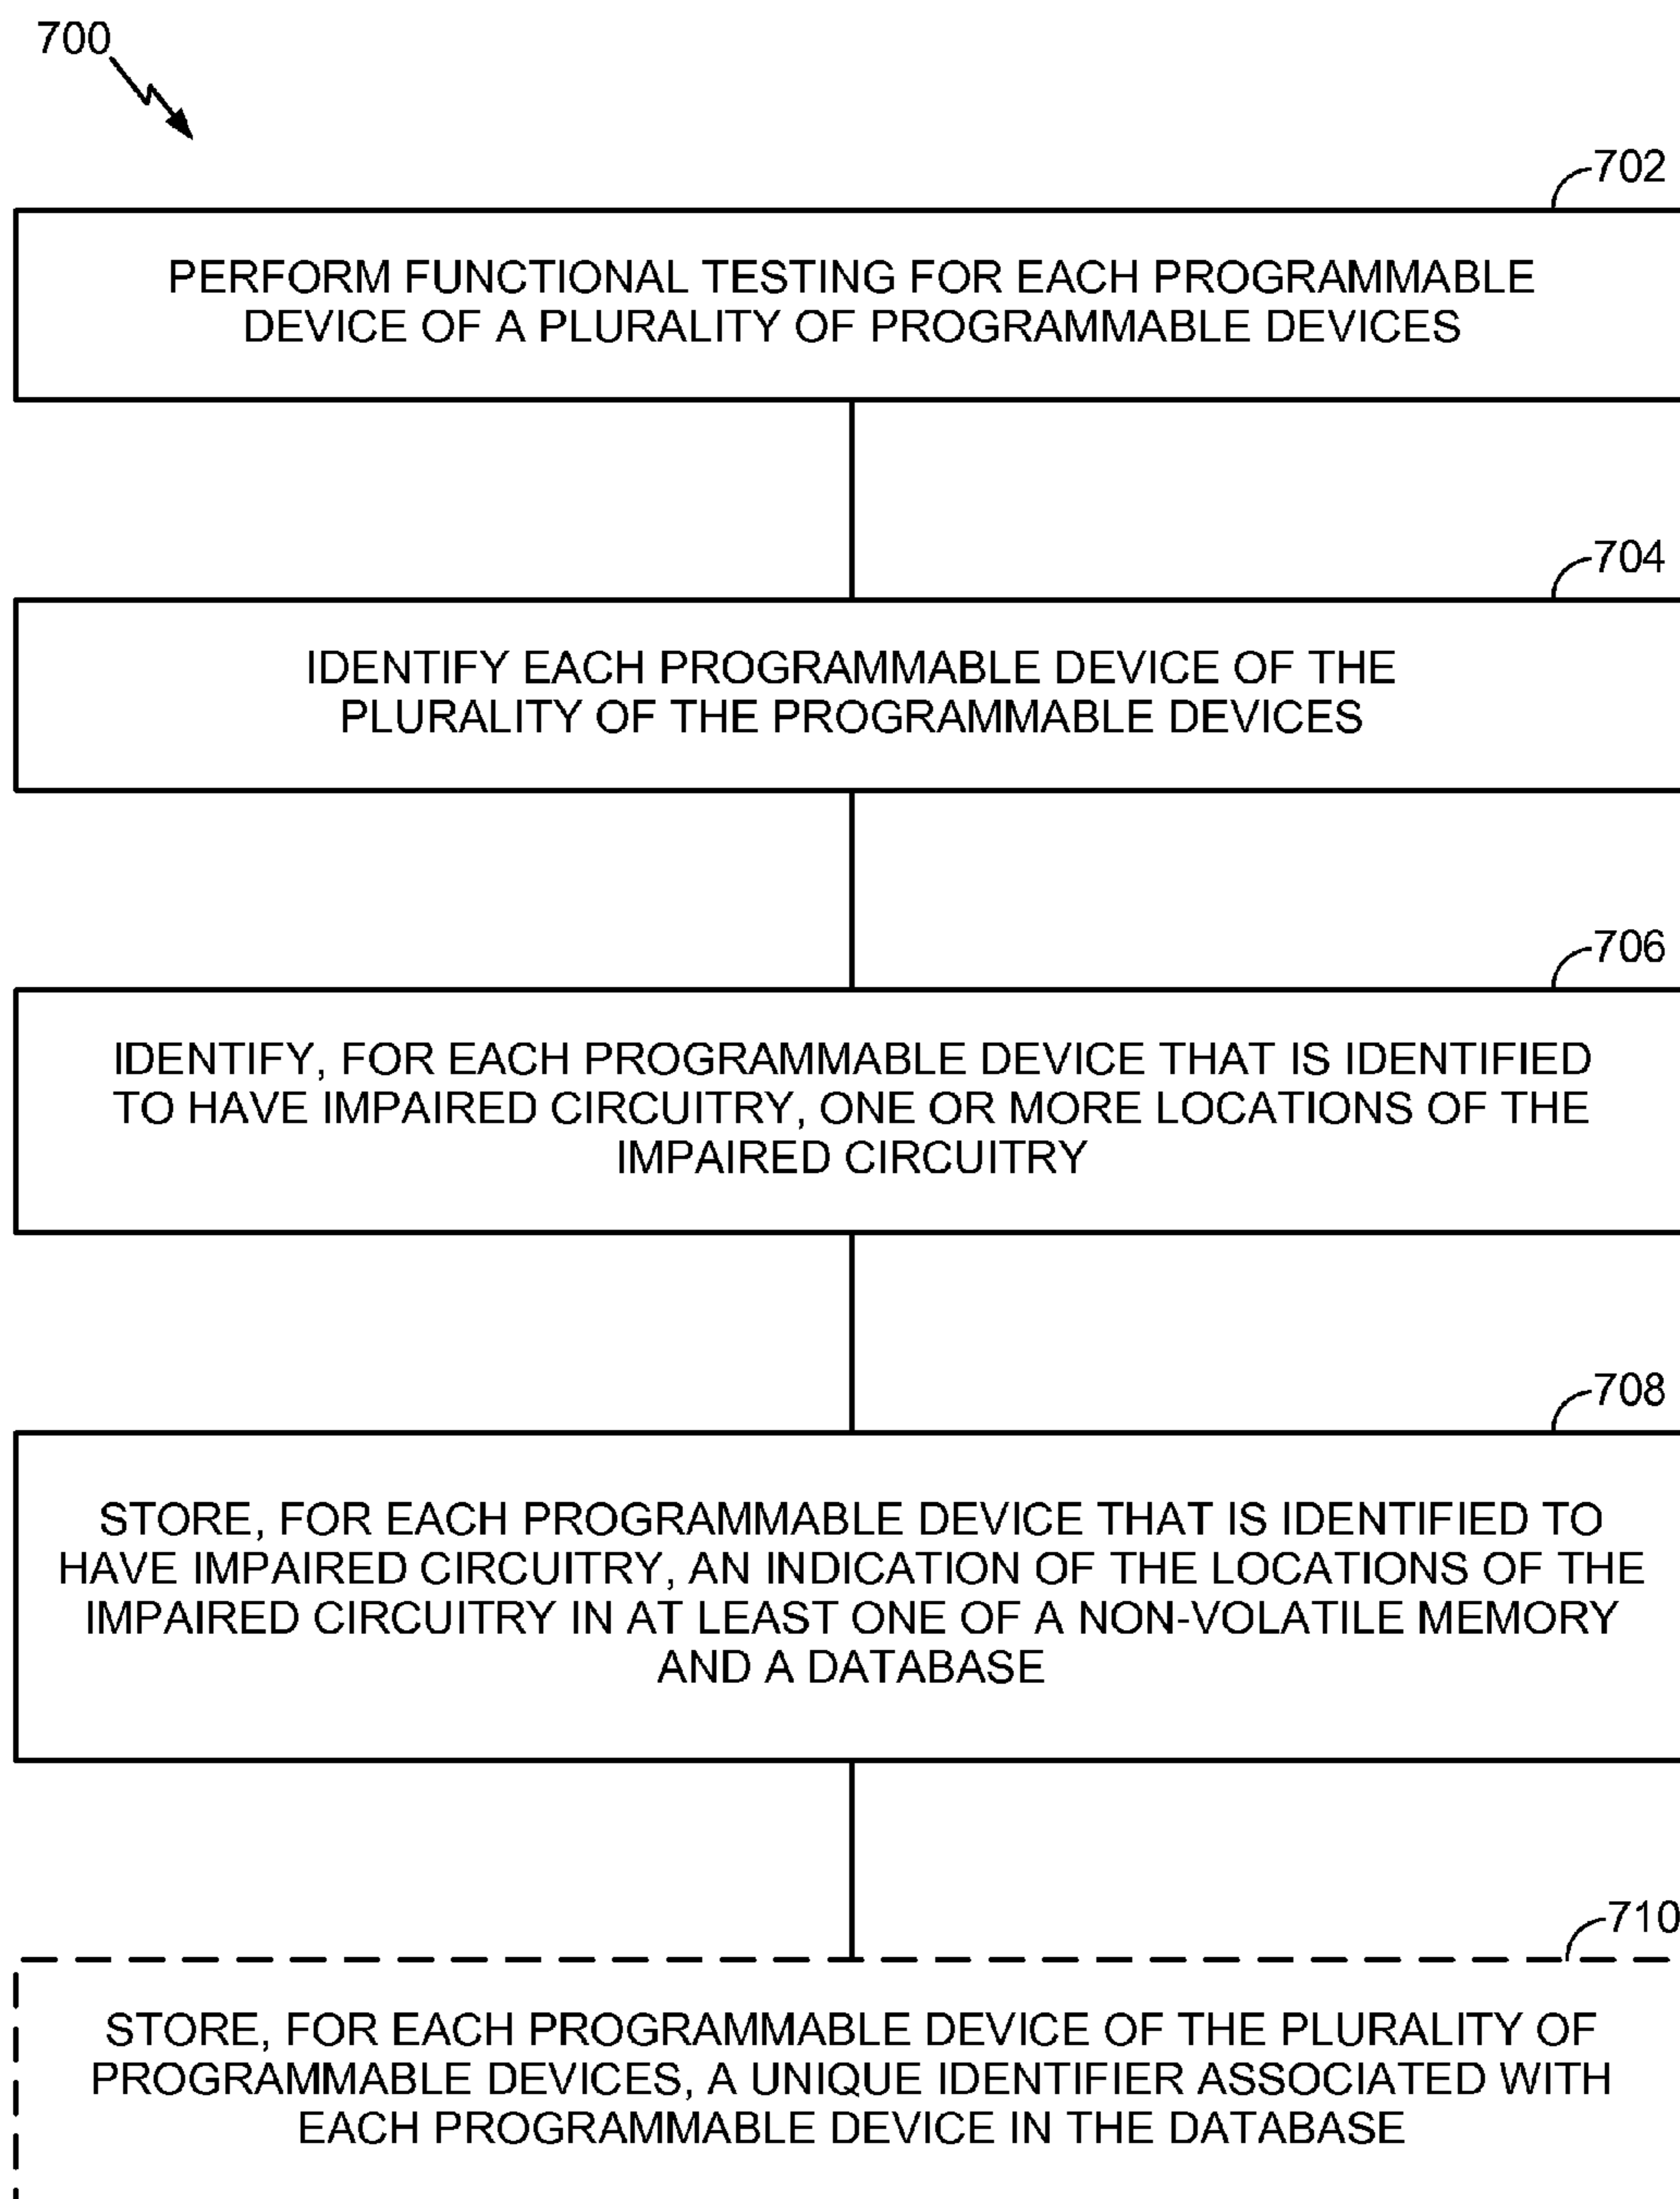 700
702
PERFORM FUNCTIONAL TESTING FOR EACH PROGRAMMABLE
DEVICE OF A PLURALITY OF PROGRAMMABLE DEVICES
704
IDENTIFY EACH PROGRAMMABLE DEVICE OF THE
PLURALITY OF THE PROGRAMMABLE DEVICES
706
IDENTIFY, FOR EACH PROGRAMMABLE DEVICE THAT IS IDENTIFIED
TO HAVE IMPAIRED CIRCUITRY, ONE OR MORE LOCATIONS OF THE
IMPAIRED CIRCUITRY
708
STORE, FOR EACH PROGRAMMABLE DEVICE THAT IS IDENTIFIED TO
HAVE IMPAIRED CIRCUITRY, AN INDICATION OF THE LOCATIONS OF THE
IMPAIRED CIRCUITRY IN AT LEAST ONE OF A NON-VOLATILE MEMORY
AND A DATABASE
710
STORE, FOR EACH PROGRAMMABLE DEVICE OF THE PLURALITY OF
PROGRAMMABLE DEVICES, A UNIQUE IDENTIFIER ASSOCIATED WITH
EACH PROGRAMMABLE DEVICE IN THE DATABASE